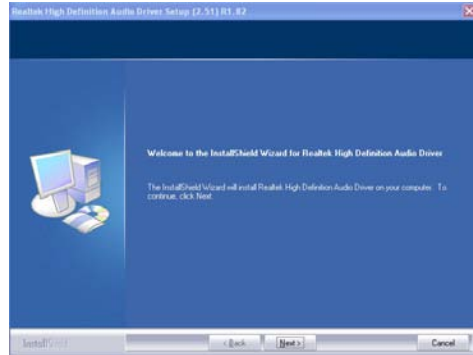 Realtek High Definition Audio Driver Setup (2.51) R1.82
Welcome to the InstallShield Wizard for Realtek High Definition Audio Driver
The InstallShield Wizard will install Realtek High Definition Audio Driver on your computer. To
continue, click Next
InstallShield
< Back
Next >
Cancel